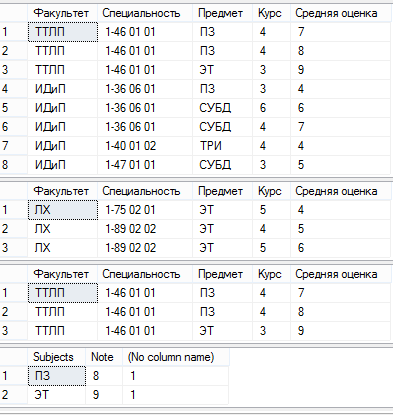 Факультет Специальность Предмет Курс Средняя оценка
1 ТТЛП 1-46 01 01 ПЗ 4 7
2 ТТЛП 1-46 01 01 ПЗ 4 8
3 ТТЛП 1-46 01 01 ЭТ 3 9
4 ИДиП 1-36 06 01 ПЗ 3 4
5 ИДиП 1-36 06 01 СУБД 6 6
6 ИДиП 1-36 06 01 СУБД 4 7
7 ИДиП 1-40 01 02 ТРИ 4 4
8 ИДиП 1-47 01 01 СУБД 3 5
Факультет Специальность Предмет Курс Средняя оценка
1 ЛХ 1-75 02 01 ЭТ 5 4
2 ЛХ 1-89 02 02 ЭТ 4 5
3 ЛХ 1-89 02 02 ЭТ 5 6
Факультет Специальность Предмет Курс Средняя оценка
1 ТТЛП 1-46 01 01 ПЗ 4 7
2 ТТЛП 1-46 01 01 ПЗ 4 8
3 ТТЛП 1-46 01 01 ЭТ 3 9
Subjects Note (No column name)
1 ПЗ 8 1
2 ЭТ 9 1